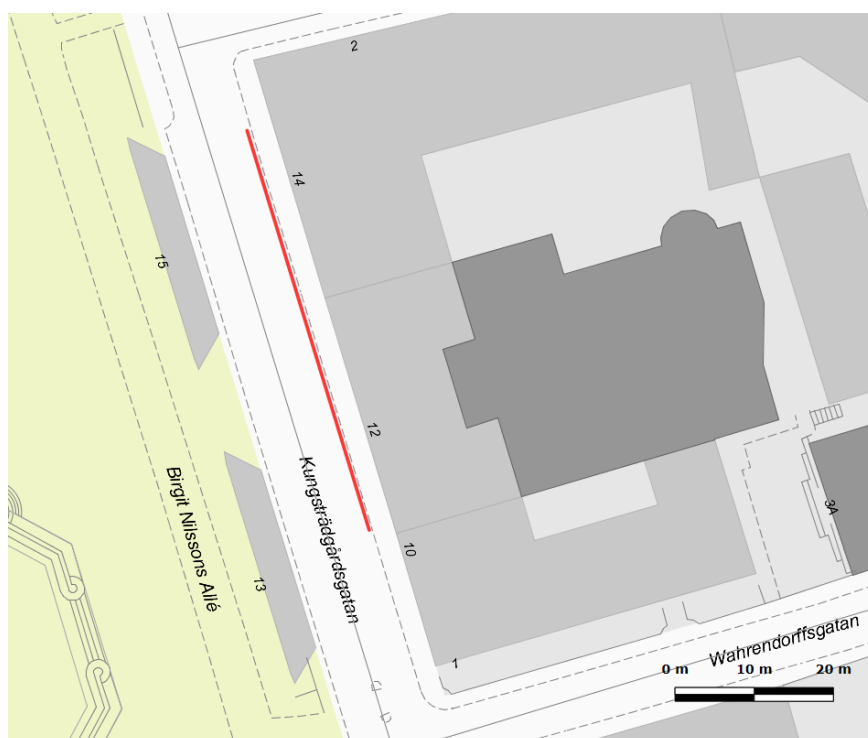 2
14
15
12
Kungsträdgårdsgatan
Birgit Nilssons Allé
10
3A
13
1
Wahrendorffsgatan
0 m 10 m 20 m